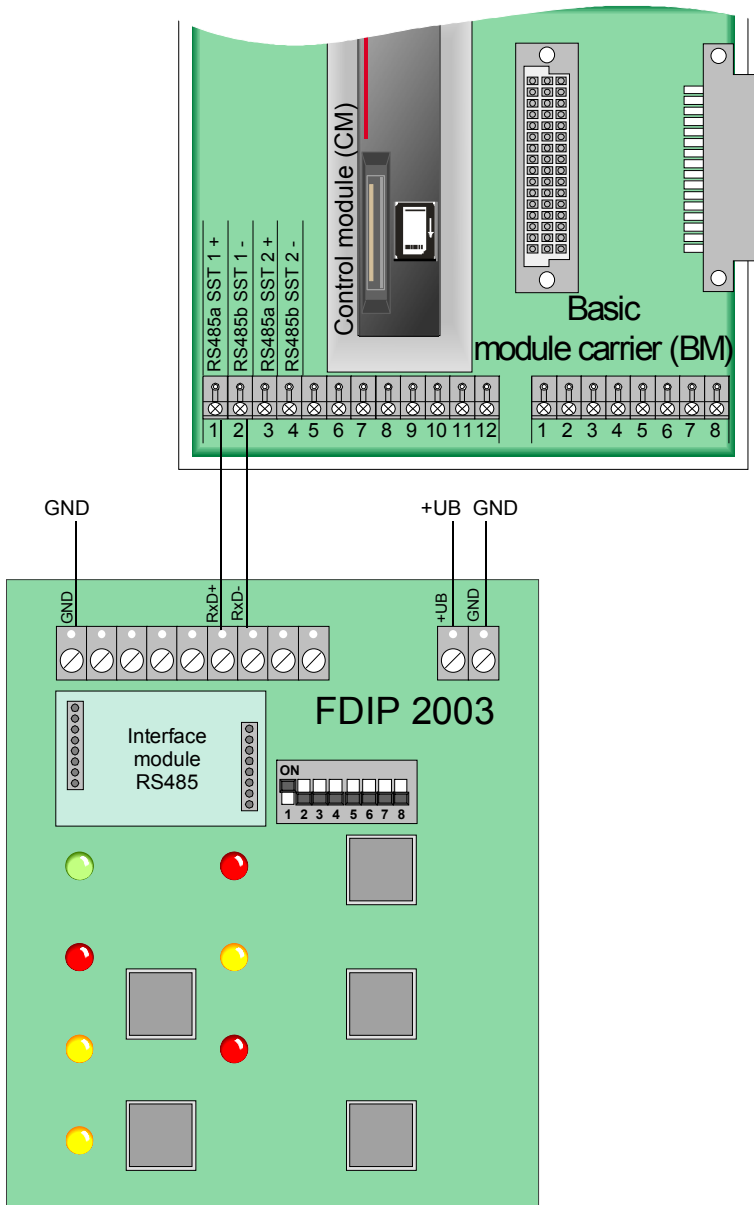 Control module (CM)
RS485a SST 1 +
RS485b SST 1 -
RS485a SST 2 +
RS485b SST 2 -
Basic
module carrier (BM)
1 2 3 4 5 6 7 8 9 10 11 12
1 2 3 4 5 6 7 8
GND
+UB GND
GND
RxD+
RxD-
+UB
GND
FDIP 2003
Interface
module
RS485
ON
1 2 3 4 5 6 7 8